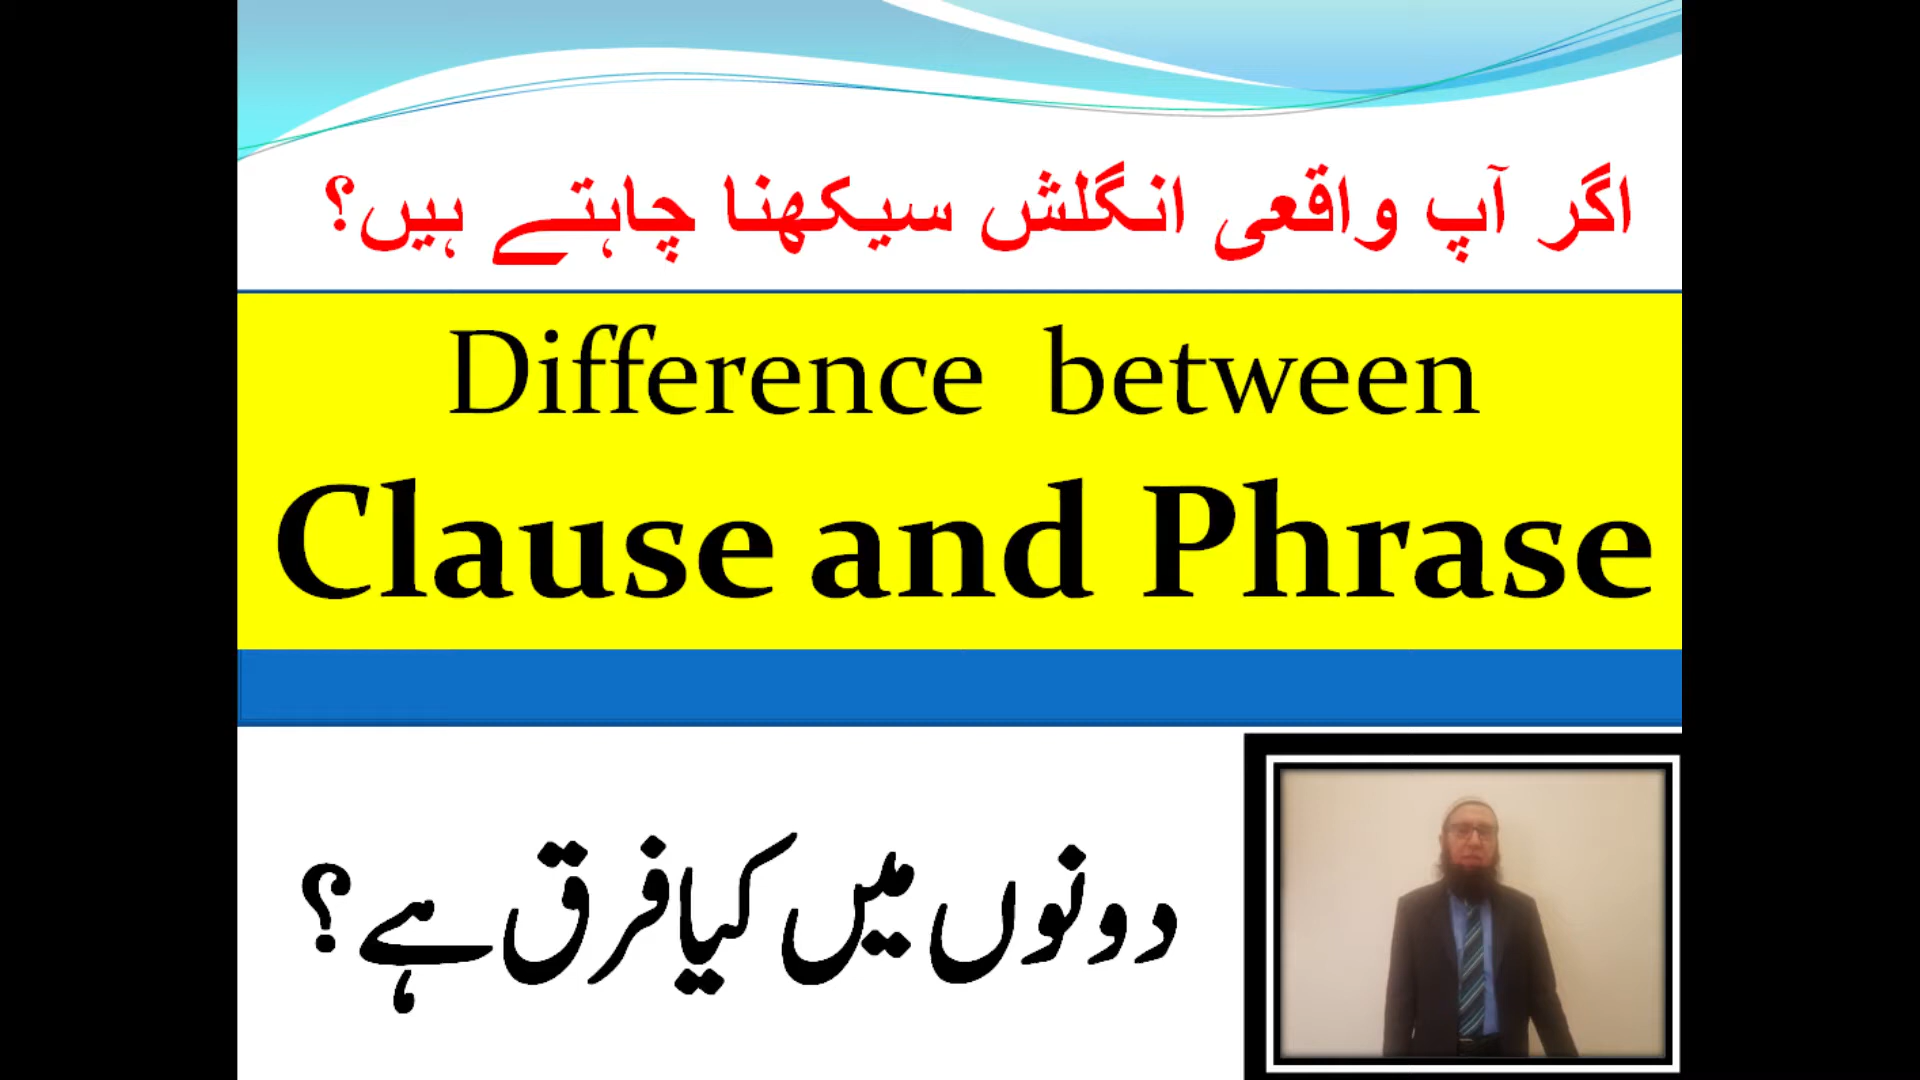 اگر آپ واقعی انگلش سیکھنا چاہتے ہیں؟
Difference between
Clause and Phrase
دونوں میں کیا فرق ہے؟